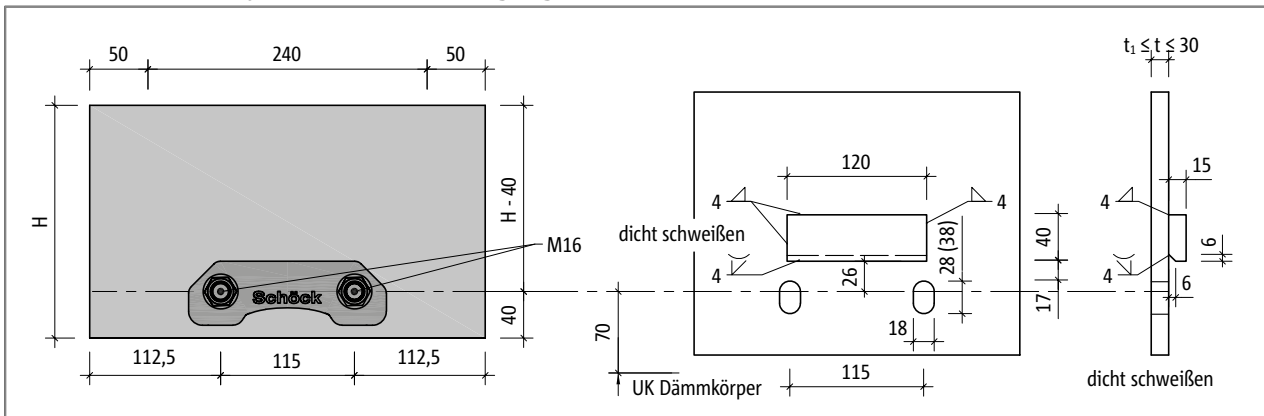 50
240
50
H
H - 40
40
M16
Schöck
112,5
115
112,5
120
4
4
dicht schweißen
4
26
28 (38)
18
70
UK Dämmkörper
115
t₁ ≤ t ≤ 30
15
4
40
6
4
6
17
dicht schweißen